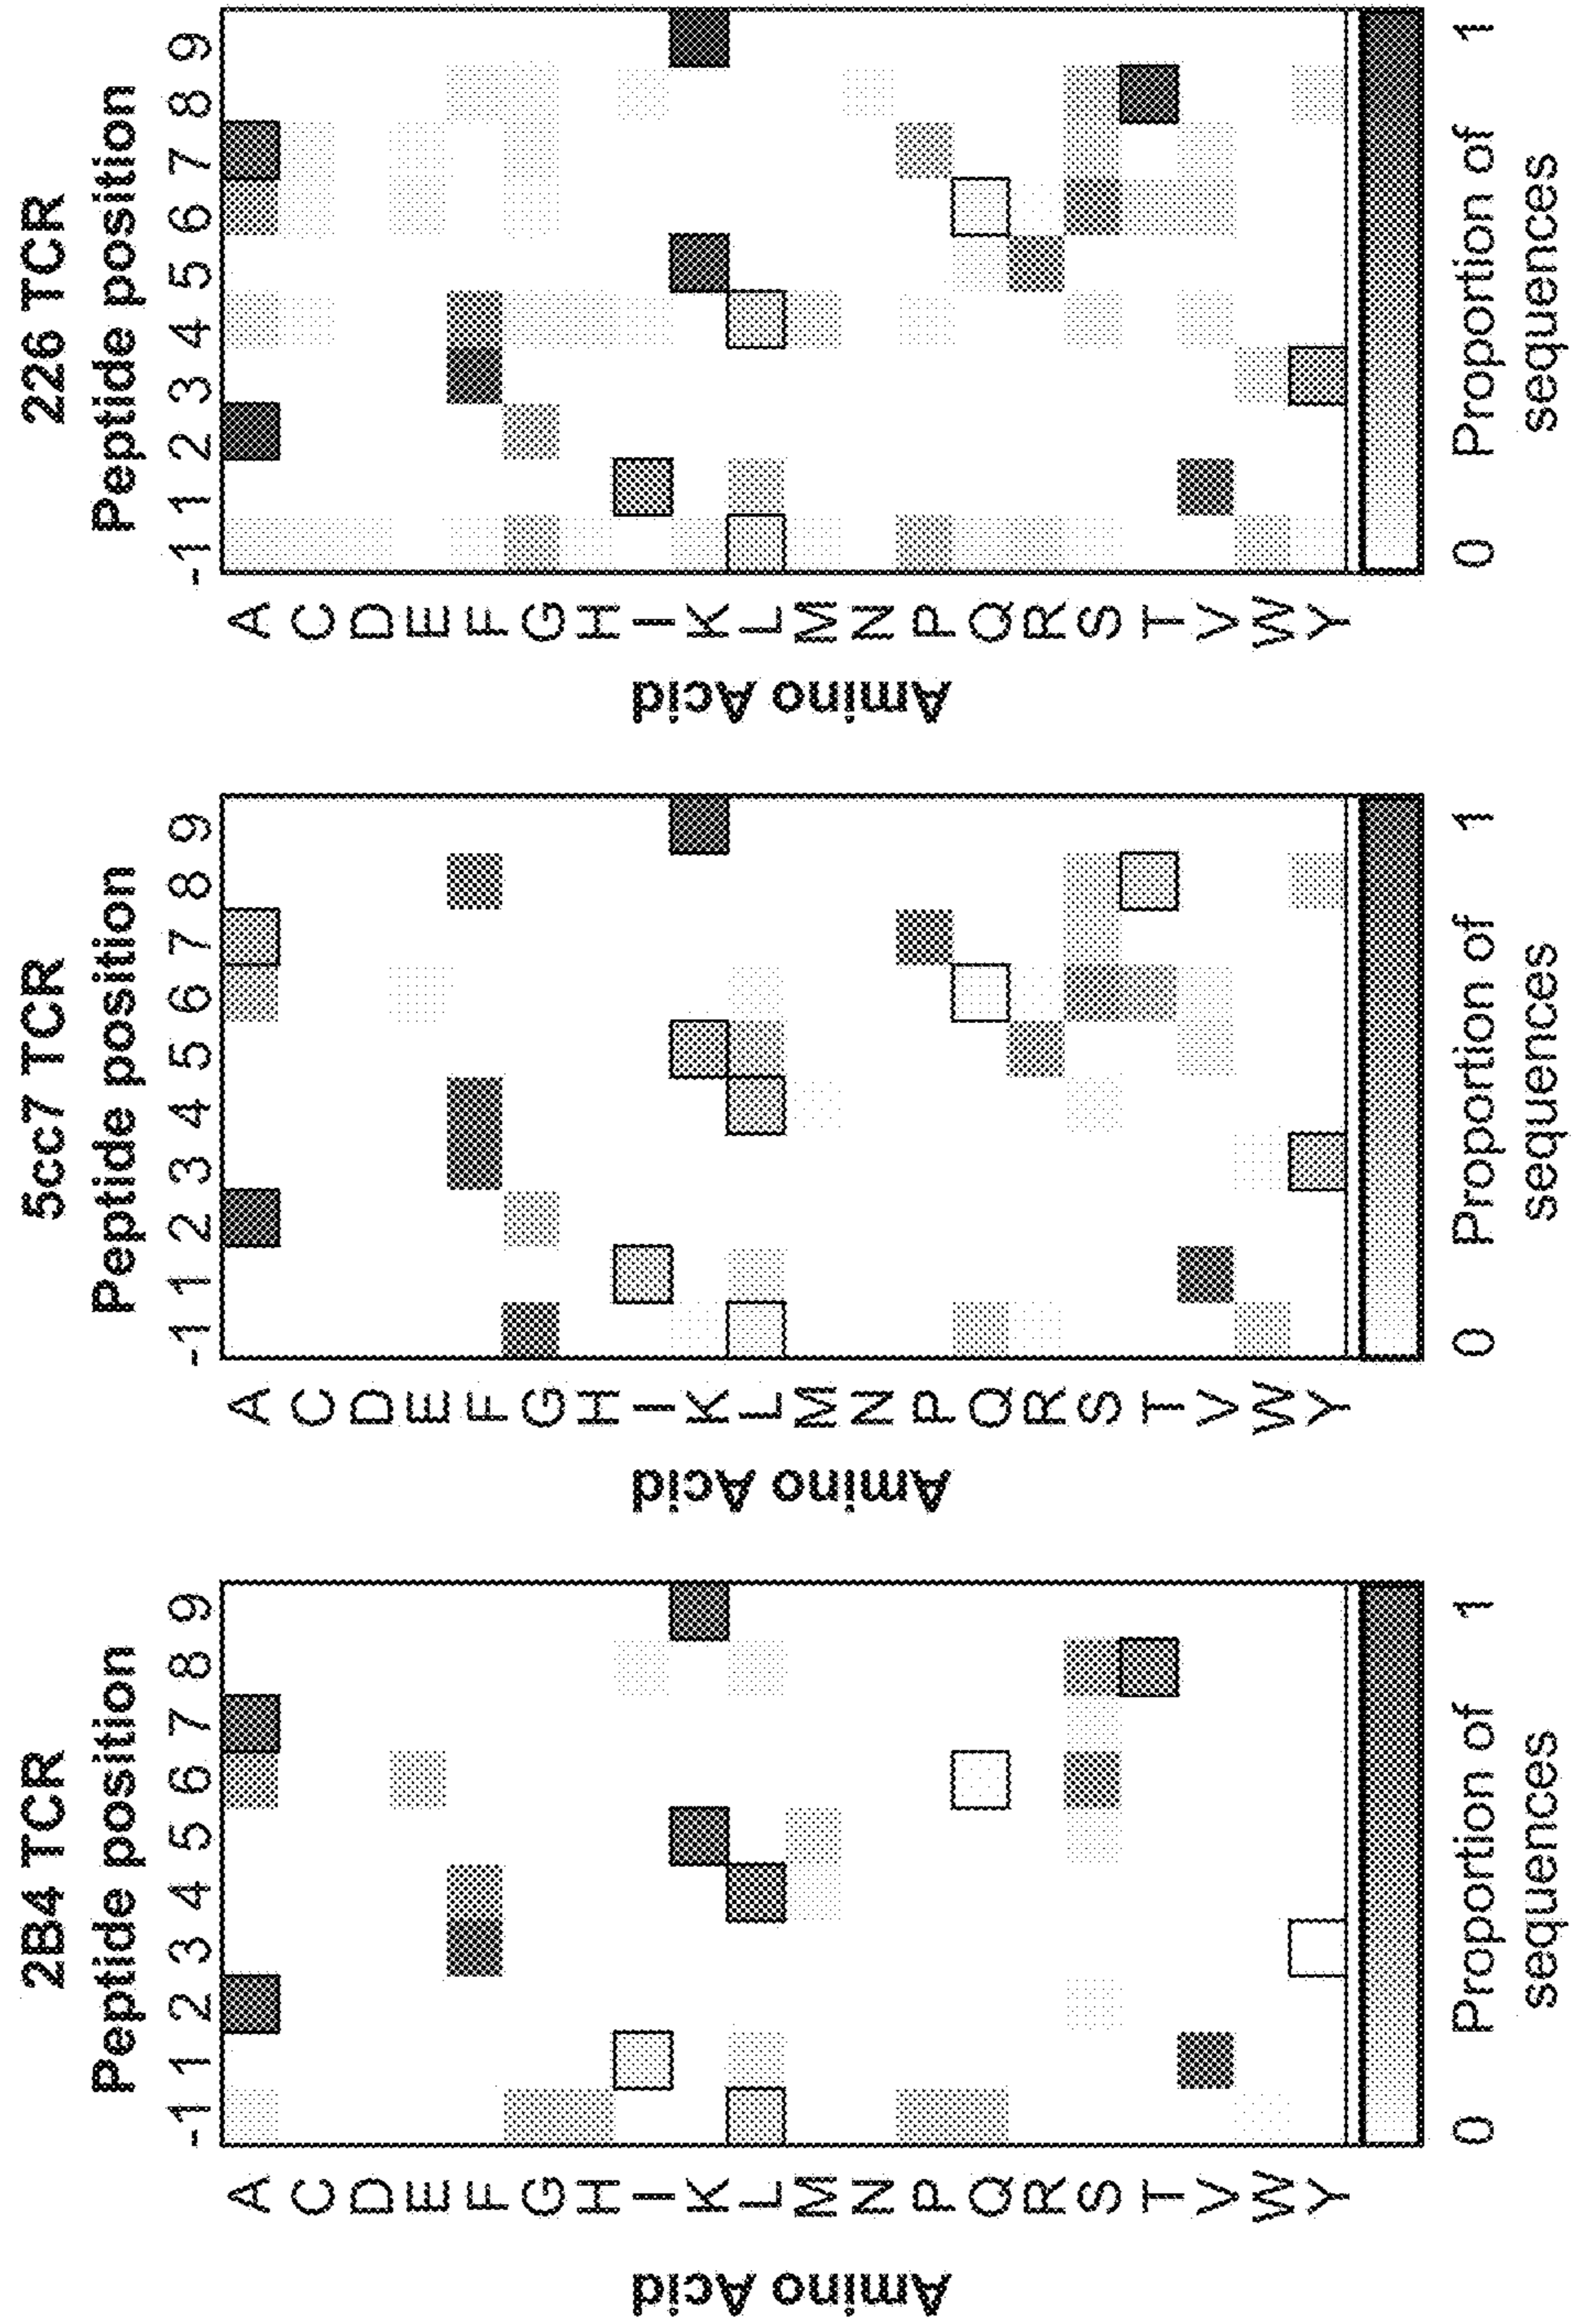 2B4 TCR
Peptide position
-1 1 2 3 4 5 6 7 8 9
Amino Acid
A
C
D
E
F
G
H
I
K
L
M
N
P
Q
R
S
T
V
W
Y
0 Proportion of 1
sequences
5cc7 TCR
Peptide position
-1 1 2 3 4 5 6 7 8 9
Amino Acid
A
C
D
E
F
G
H
I
K
L
M
N
P
Q
R
S
T
V
W
Y
0 Proportion of 1
sequences
226 TCR
Peptide position
-1 1 2 3 4 5 6 7 8 9
Amino Acid
A
C
D
E
F
G
H
I
K
L
M
N
P
Q
R
S
T
V
W
Y
0 Proportion of 1
sequences